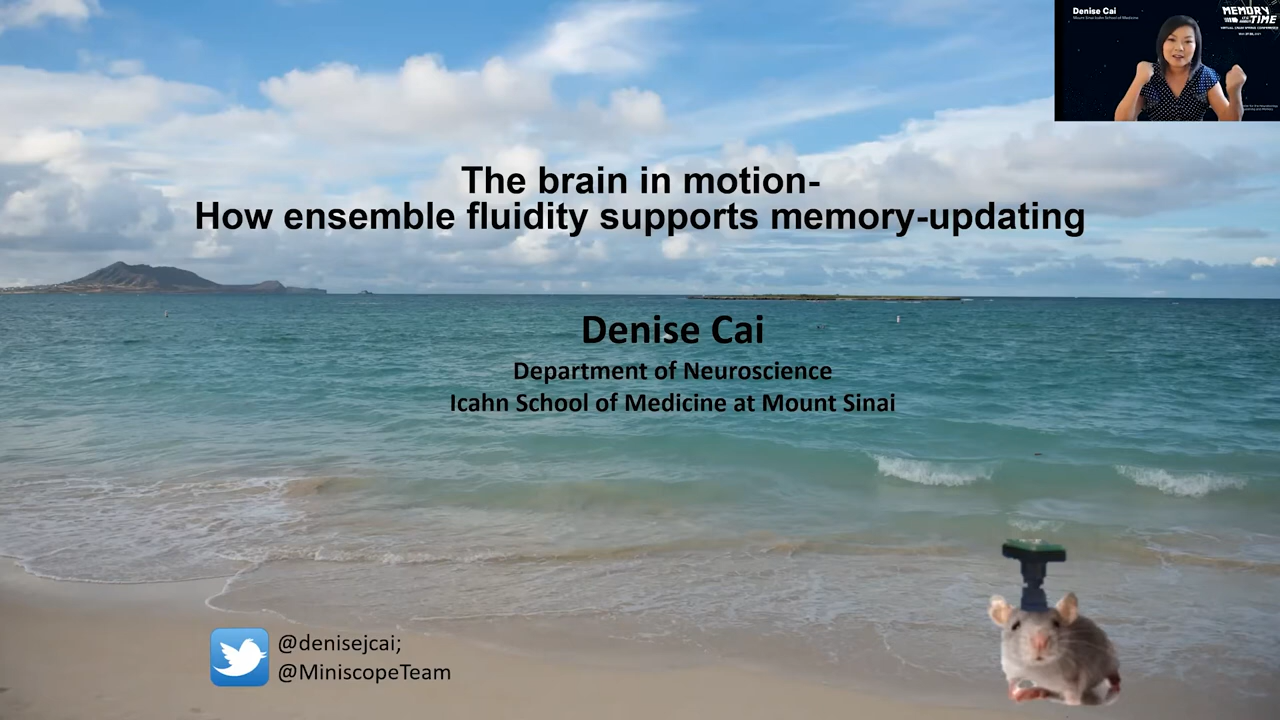 Denise Cai
Mount Sinai Icahn School of Medicine
MEMORY
TIME
The brain in motion-
How ensemble fluidity supports memory-updating
Denise Cai
Department of Neuroscience
Icahn School of Medicine at Mount Sinai
@denisejcai;
@MiniscopeTeam